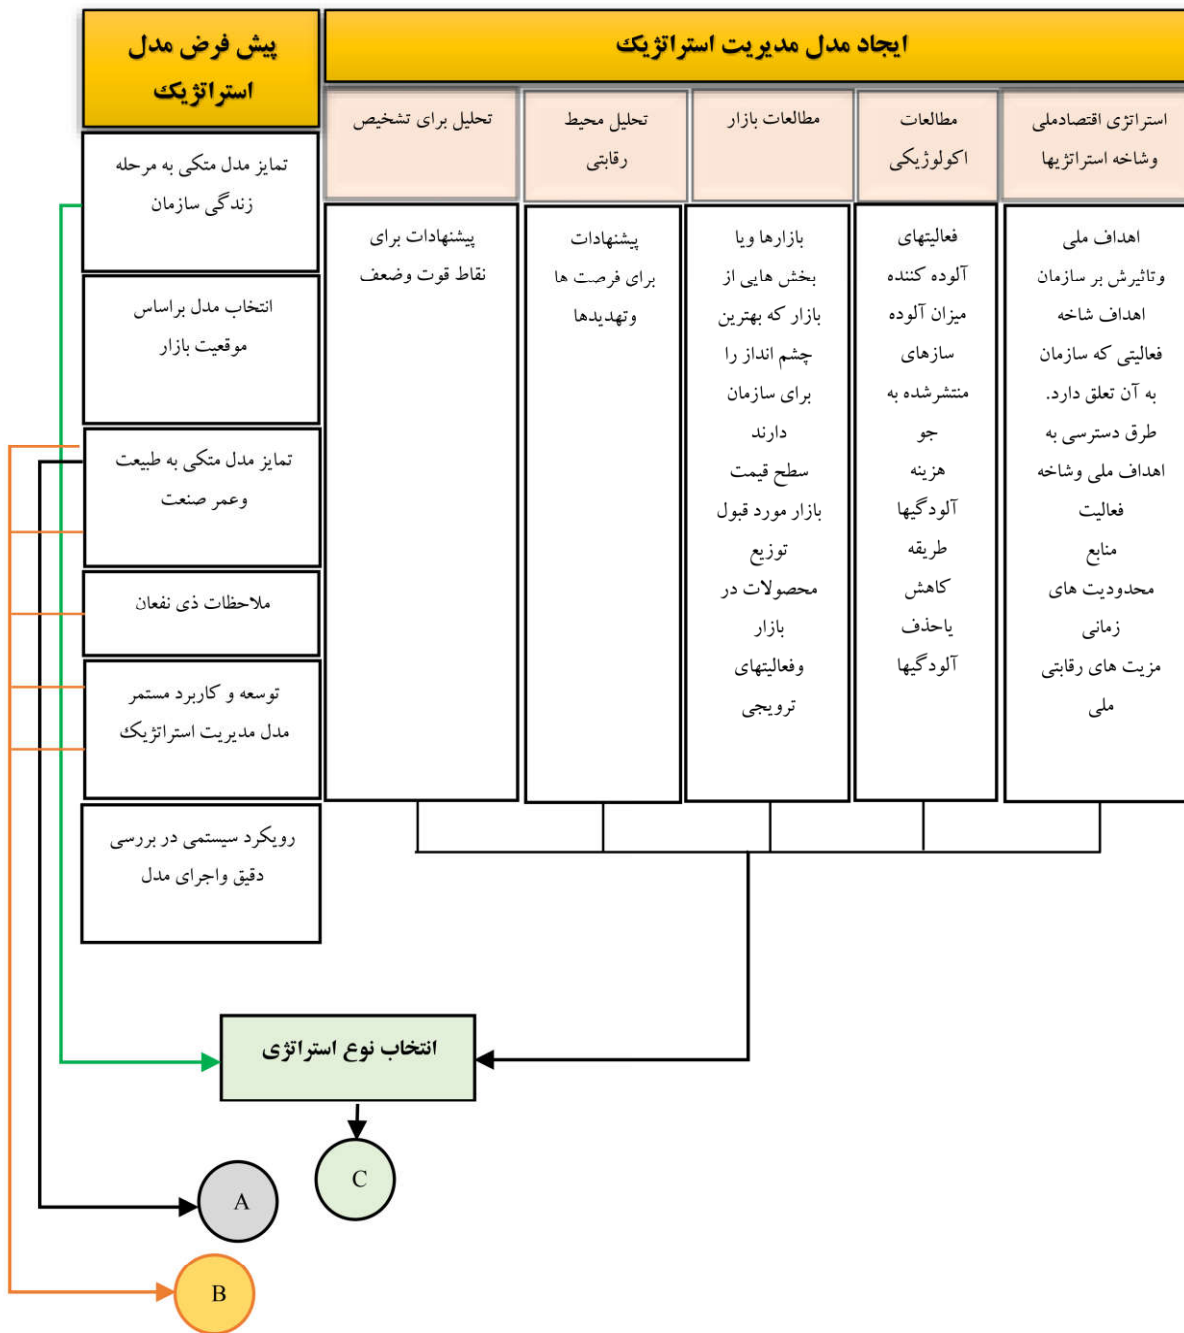 ایجاد مدل مدیریت استراتژیک
پیش فرض مدل
استراتژیک
استراتژی اقتصادملی
وشاخه استراتژیها
مطالعات
اکولوژیکی
مطالعات بازار
تحلیل محیط
رقابتی
تحلیل برای تشخیص
اهداف ملی
وتاثیرش بر سازمان
اهداف شاخه
فعالیتی که سازمان
به آن تعلق دارد.
طرق دسترسی به
اهداف ملی وشاخه
فعالیت
منابع
محدودیت های
زمانی
مزیت های رقابتی
ملی
فعالیتهای
آلوده کننده
میزان آلوده
سازهای
منتشرشده به
جو
هزینه
آلودگیها
طریقه
کاهش
یاحذف
آلودگیها
بازارها ویا
بخش هایی از
بازار که بهترین
چشم انداز را
برای سازمان
دارند
سطح قیمت
بازار مورد قبول
توزیع
محصولات در
بازار
وفعالیتهای
ترویجی
پیشنهادات
برای فرصت ها
وتهدیدها
پیشنهادات برای
نقاط قوت وضعف
تمایز مدل متکی به مرحله
زندگی سازمان
انتخاب مدل براساس
موقعیت بازار
تمایز مدل متکی به طبیعت
وعمر صنعت
ملاحظات ذی نفعان
توسعه و کاربرد مستمر
مدل مدیریت استراتژیک
رویکرد سیستمی در بررسی
دقیق واجرای مدل
انتخاب نوع استراتژی
C
A
B